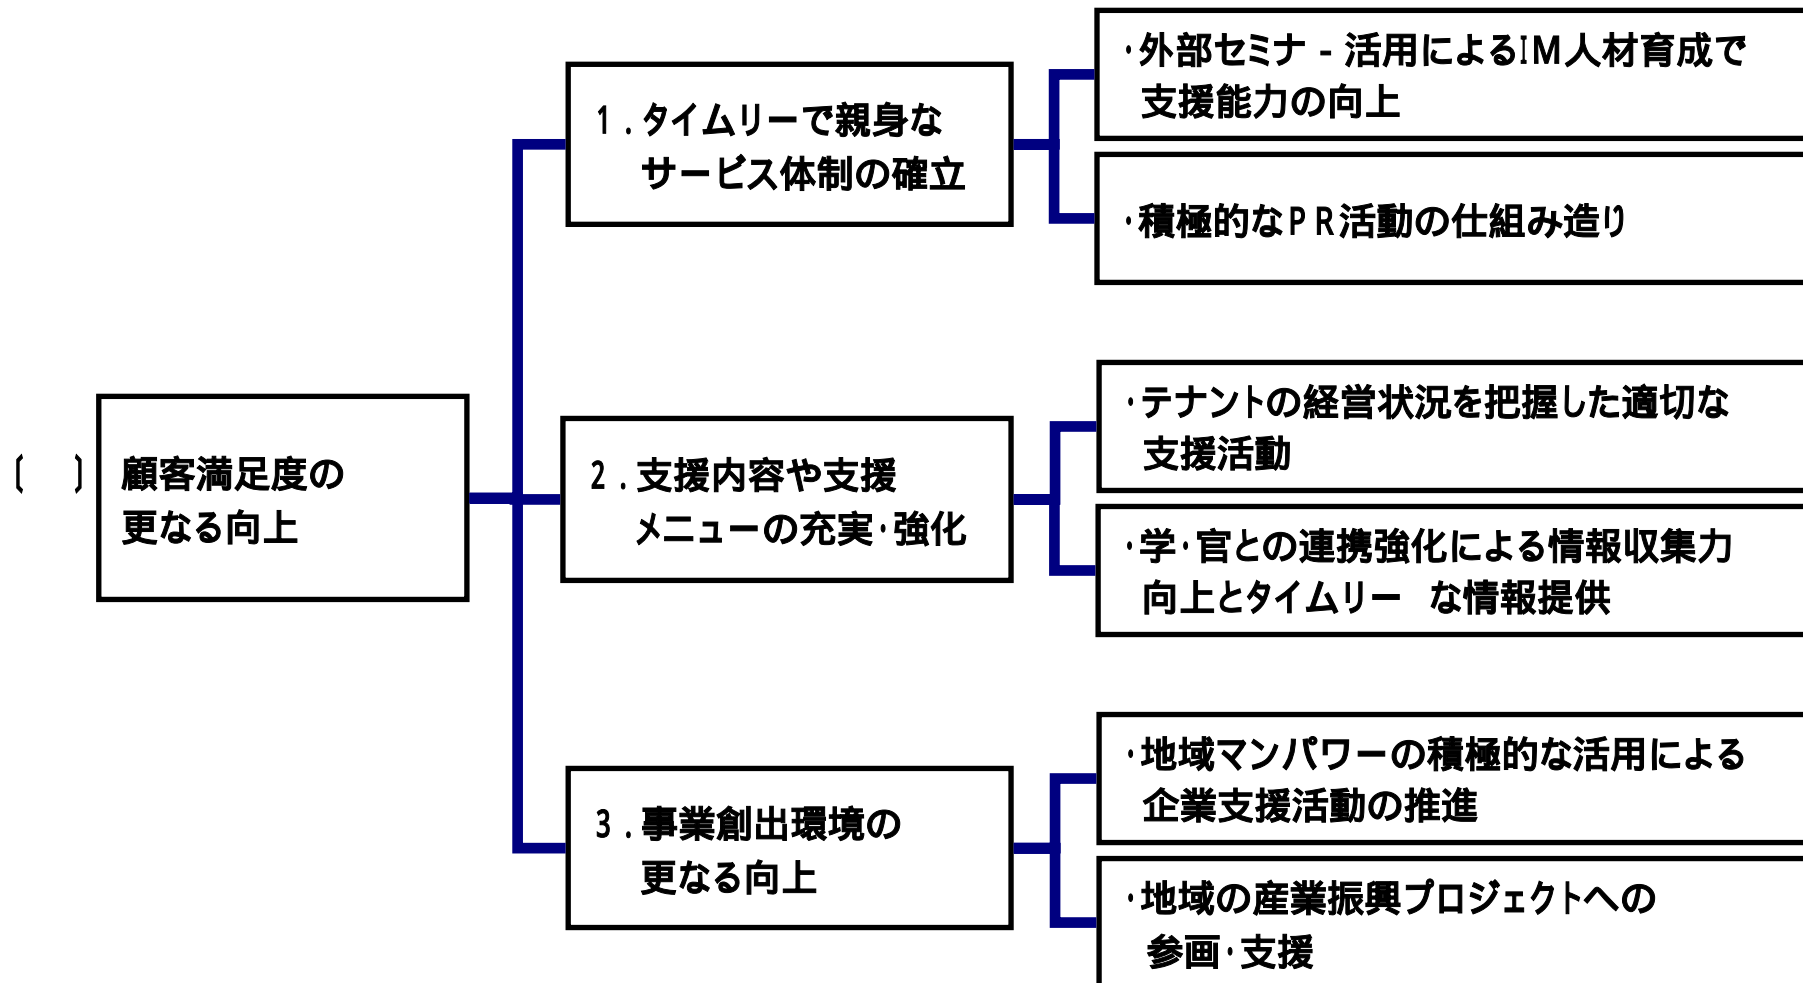 〔　〕
顧客満足度の
更なる向上
１．タイムリーで親身な
サービス体制の確立
２．支援内容や支援
メニューの充実・強化
３．事業創出環境の
更なる向上
・外部セミナ－活用によるIM人材育成で
支援能力の向上
・積極的なＰＲ活動の仕組み造り
・テナントの経営状況を把握した適切な
支援活動
・学・官との連携強化による情報収集力
向上とタイムリー　な情報提供
・地域マンパワーの積極的な活用による
企業支援活動の推進
・地域の産業振興プロジェクトへの
参画・支援